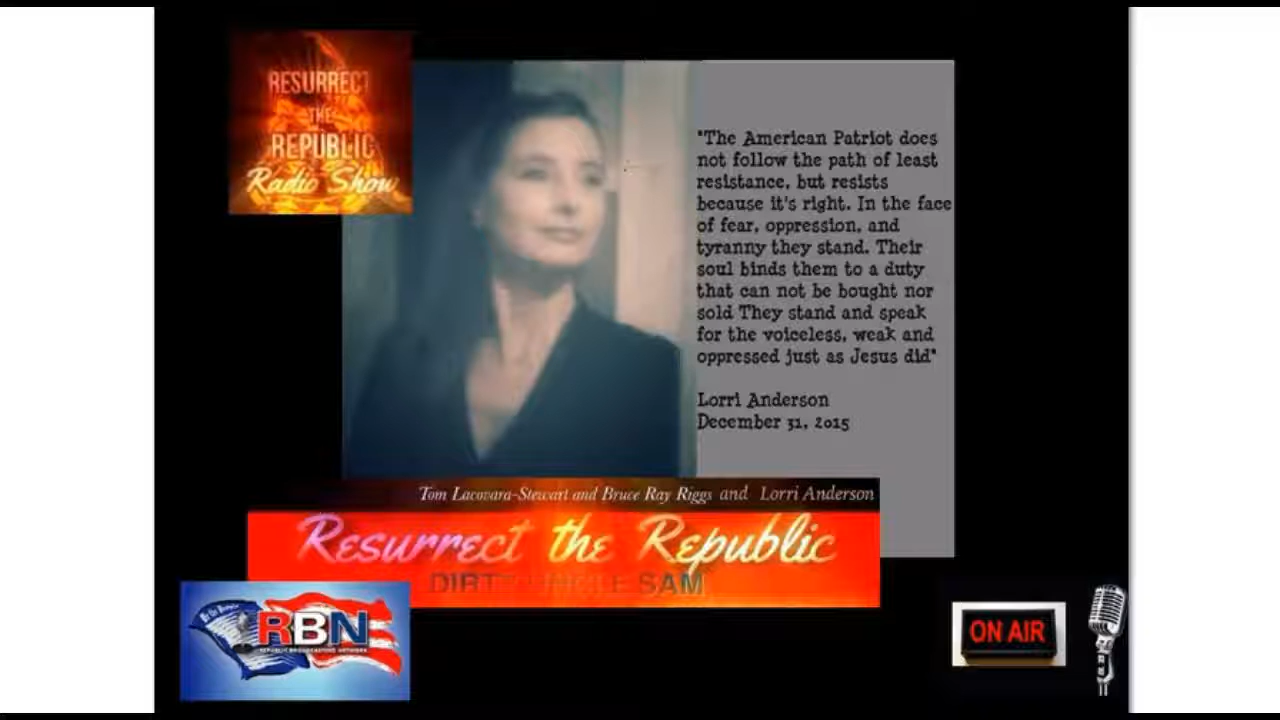 RESURRECT
THE
REPUBLIC
Radio Show
"The American Patriot does
not follow the path of least
resistance, but resists
because it's right. In the face
of fear, oppression, and
tyranny they stand. Their
soul binds them to a duty
that can not be bought nor
sold They stand and speak
for the voiceless, weak and
oppressed just as Jesus did"
Lorri Anderson
December 31, 2015
Tom Lacovara-Stewart and Bruce Ray Riggs and Lorri Anderson
Resurrect the Republic
SAM
RBN
REPUBLIC BROADCASTING NETWORK
ON AIR